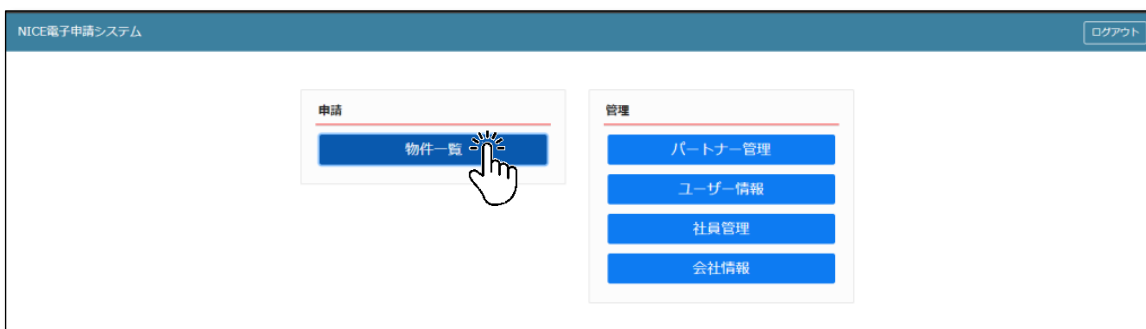 NICE電子申請システム
ログアウト
申請
物件一覧
管理
パートナー管理
ユーザー情報
社員管理
会社情報